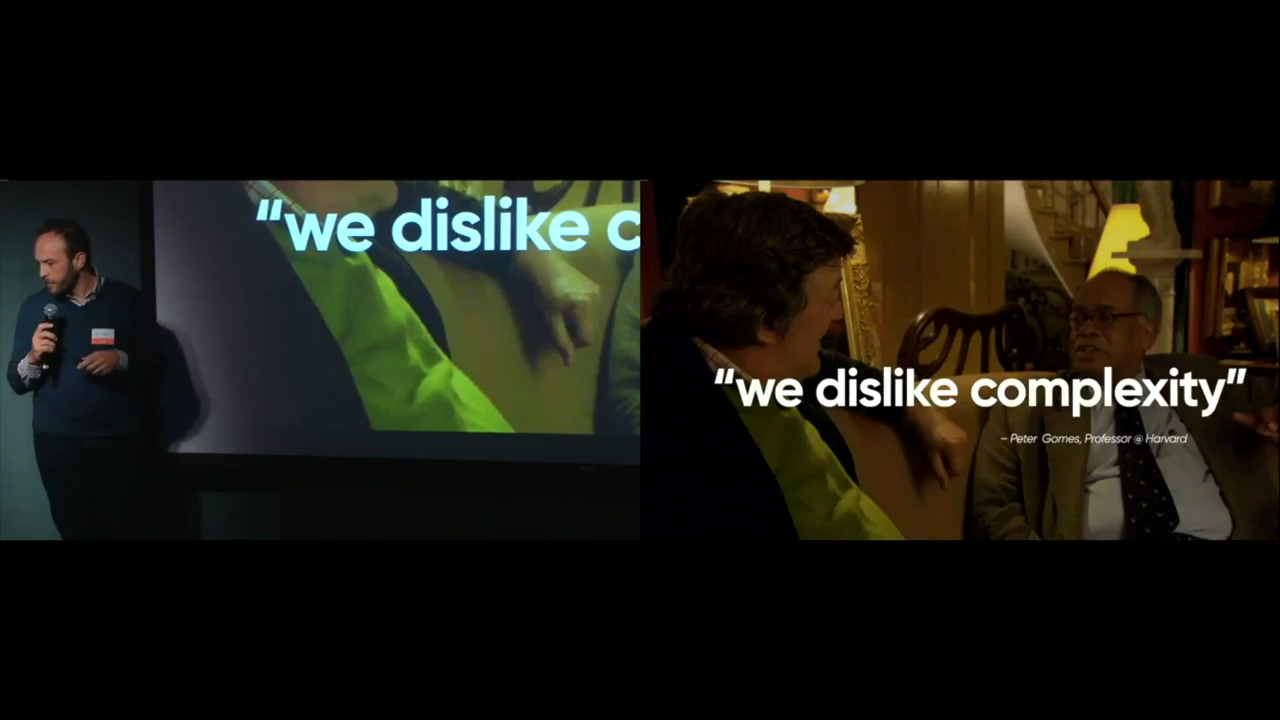 “we dislike c
“we dislike complexity”
– Peter Gomes, Professor @ Harvard